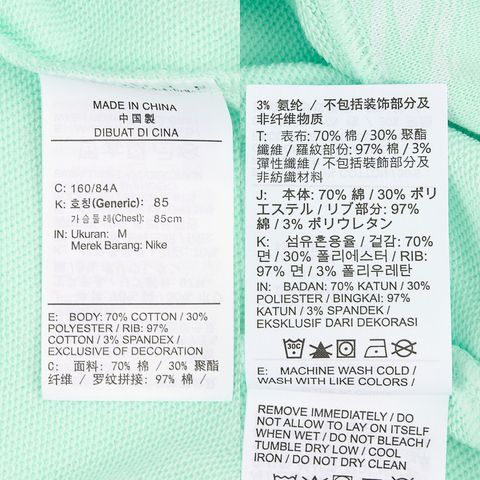 MADE IN CHINA
中国製
DIBUAT DI CINA
C: 160/84A
K: 호칭(Generic): 85
가슴둘레(Chest): 85cm
IN: Ukuran: M
Merek Barang: Nike
E: BODY: 70% COTTON / 30%
POLYESTER / RIB: 97%
COTTON / 3% SPANDEX /
EXCLUSIVE OF DECORATION
C: 面料: 70% 棉 / 30% 聚酯
纤维 / 罗纹拼接: 97% 棉 /
3% 氨纶 / 不包括装饰部分及
非纤维物质
T: 表布: 70% 棉 / 30% 聚酯
纖維 / 羅紋部份: 97% 棉 / 3%
彈性纖維 / 不包括裝飾部分及
非紡織材料
J: 本体: 70% 綿 / 30% ポリ
エステル / リブ部分: 97%
綿 / 3% ポリウレタン
K: 섬유혼용율 / 겉감: 70%
면 / 30% 폴리에스터 / RIB:
97% 면 / 3% 폴리우레탄
IN: BADAN: 70% KATUN / 30%
POLIESTER / BINGKAI: 97%
KATUN / 3% SPANDEX /
EKSKLUSIF DARI DEKORASI
30C
E: MACHINE WASH COLD /
WASH WITH LIKE COLORS /
REMOVE IMMEDIATELY / DO
NOT ALLOW TO LAY ON ITSELF
WHEN WET / DO NOT BLEACH /
TUMBLE DRY LOW / COOL
IRON / DO NOT DRY CLEAN